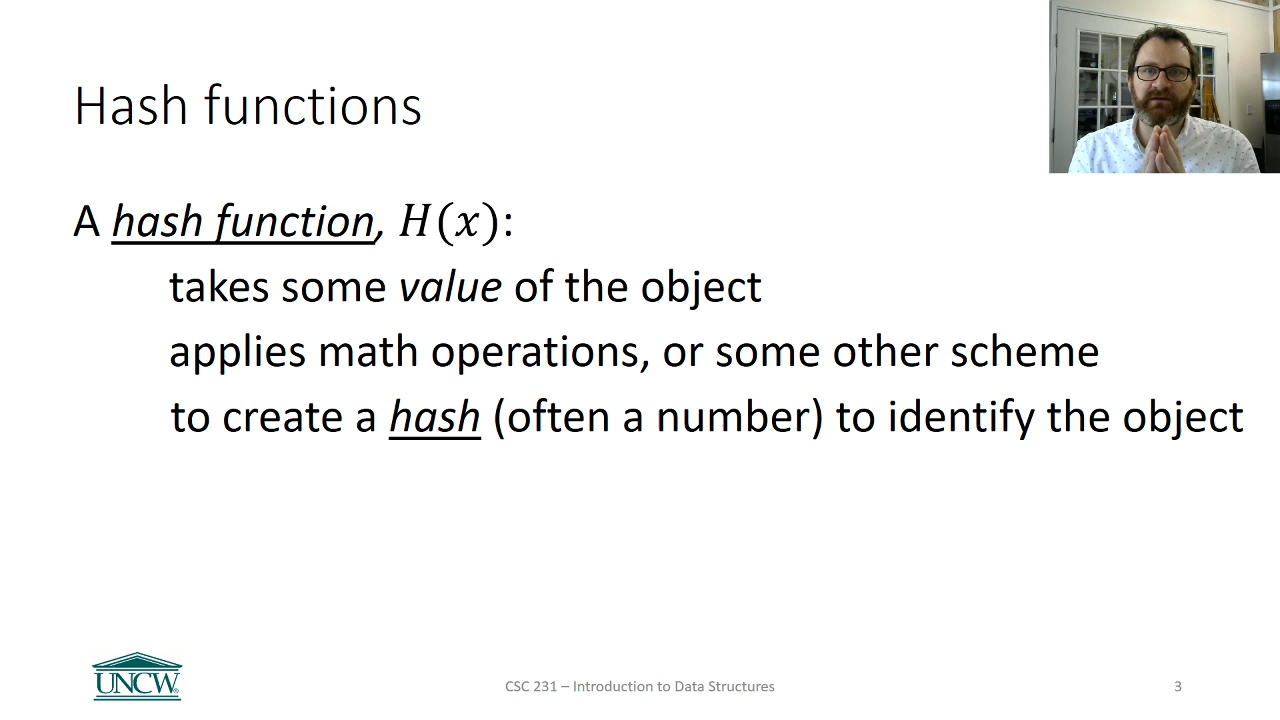 Hash functions
A hash function, H(x):
takes some value of the object
applies math operations, or some other scheme
to create a hash (often a number) to identify the object
UNCW®
CSC 231 – Introduction to Data Structures
3